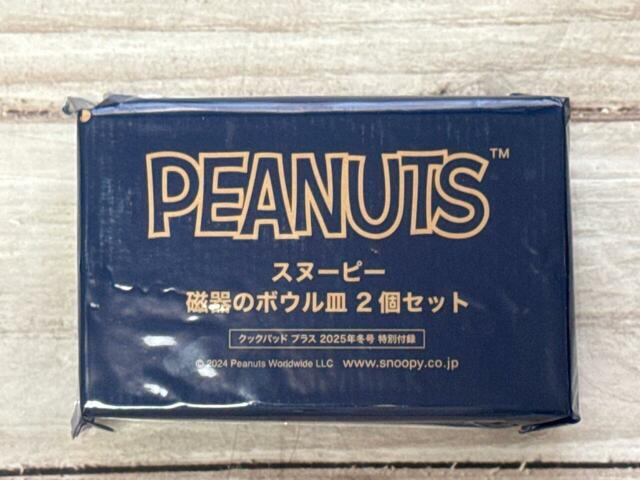 PEANUTS™
スヌーピー
磁器のボウル皿 2個セット
クックパッド プラス 2025年冬号 特別付録
© 2024 Peanuts Worldwide LLC www.snoopy.co.jp